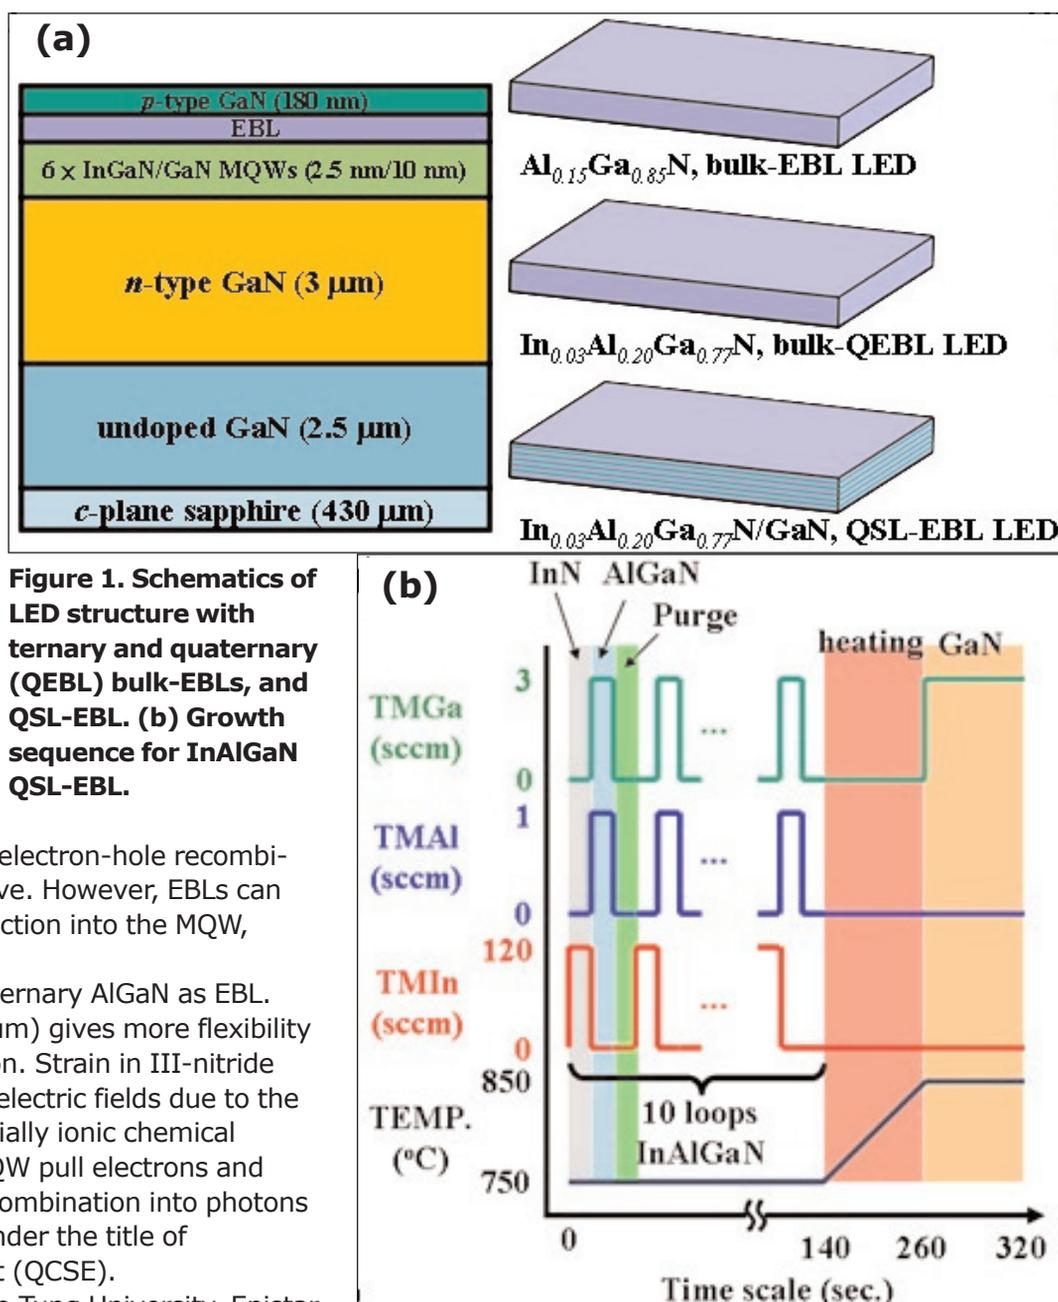 (a)
p-type GaN (180 nm)
EBL
6 x InGaN/GaN MQWs (2.5 nm/10 nm)
n-type GaN (3 µm)
undoped GaN (2.5 µm)
c-plane sapphire (430 µm)
Al0.15Ga0.85N, bulk-EBL LED
In0.03Al0.20Ga0.77N, bulk-QEBL LED
In0.03Al0.20Ga0.77N/GaN, QSL-EBL LED
Figure 1. Schematics of
LED structure with
ternary and quaternary
(QEBL) bulk-EBLs, and
QSL-EBL. (b) Growth
sequence for InAlGaN
QSL-EBL.
electron-hole recombi-
ve. However, EBLs can
ction into the MQW,
ernary AlGaN as EBL.
um) gives more flexibility
on. Strain in III-nitride
electric fields due to the
ially ionic chemical
QW pull electrons and
combination into photons
nder the title of
t (QCSE).
Tung University, Epistar
(b)
InN AlGaN
Purge
heating GaN
TMGa
(sccm)
3
0
...
TMAl
(sccm)
1
0
...
TMIn
(sccm)
120
0
...
TEMP.
(°C)
850
750
10 loops
InAlGaN
0
140 260 320
Time scale (sec.)